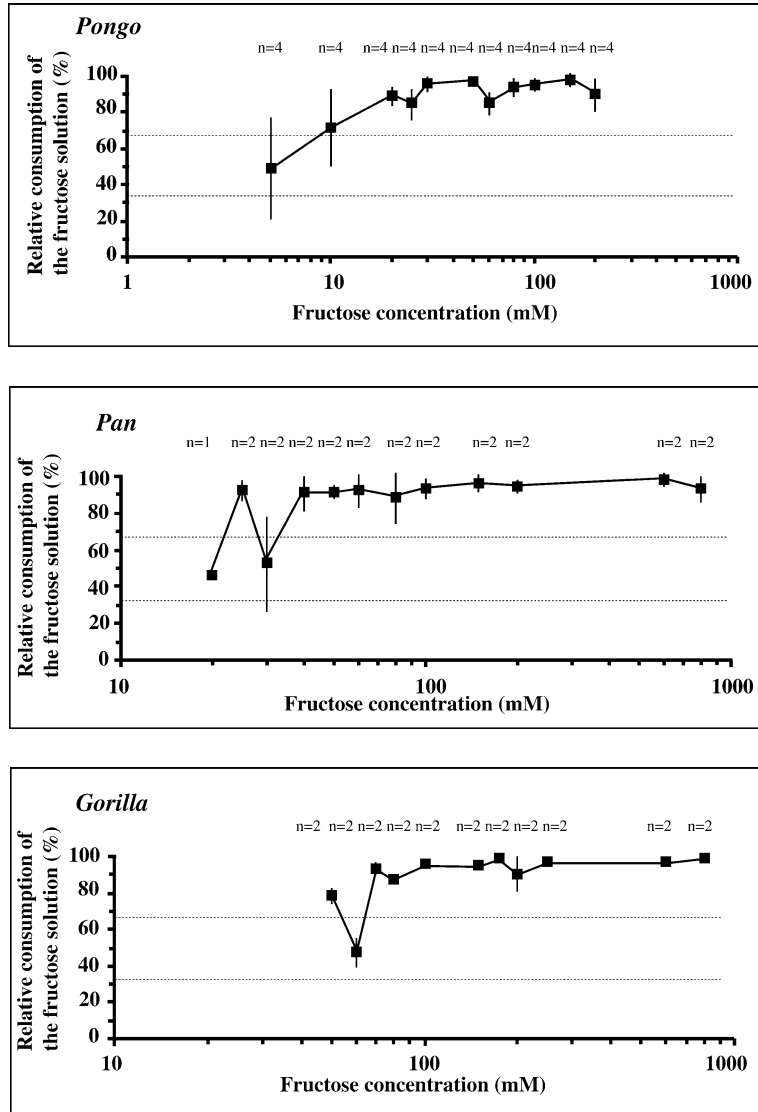 Pongo
n=4 n=4 n=4 n=4 n=4 n=4 n=4 n=4 n=4 n=4 n=4
Relative consumption of
the fructose solution (%)
100
80
60
40
20
0
1 10 100 1000
Fructose concentration (mM)
Pan
n=1 n=2 n=2 n=2 n=2 n=2 n=2 n=2 n=2 n=2 n=2 n=2
Relative consumption of
the fructose solution (%)
100
80
60
40
20
0
10 100 1000
Fructose concentration (mM)
Gorilla
n=2 n=2 n=2 n=2 n=2 n=2 n=2 n=2 n=2 n=2 n=2
Relative consumption of
the fructose solution (%)
100
80
60
40
20
0
10 100 1000
Fructose concentration (mM)